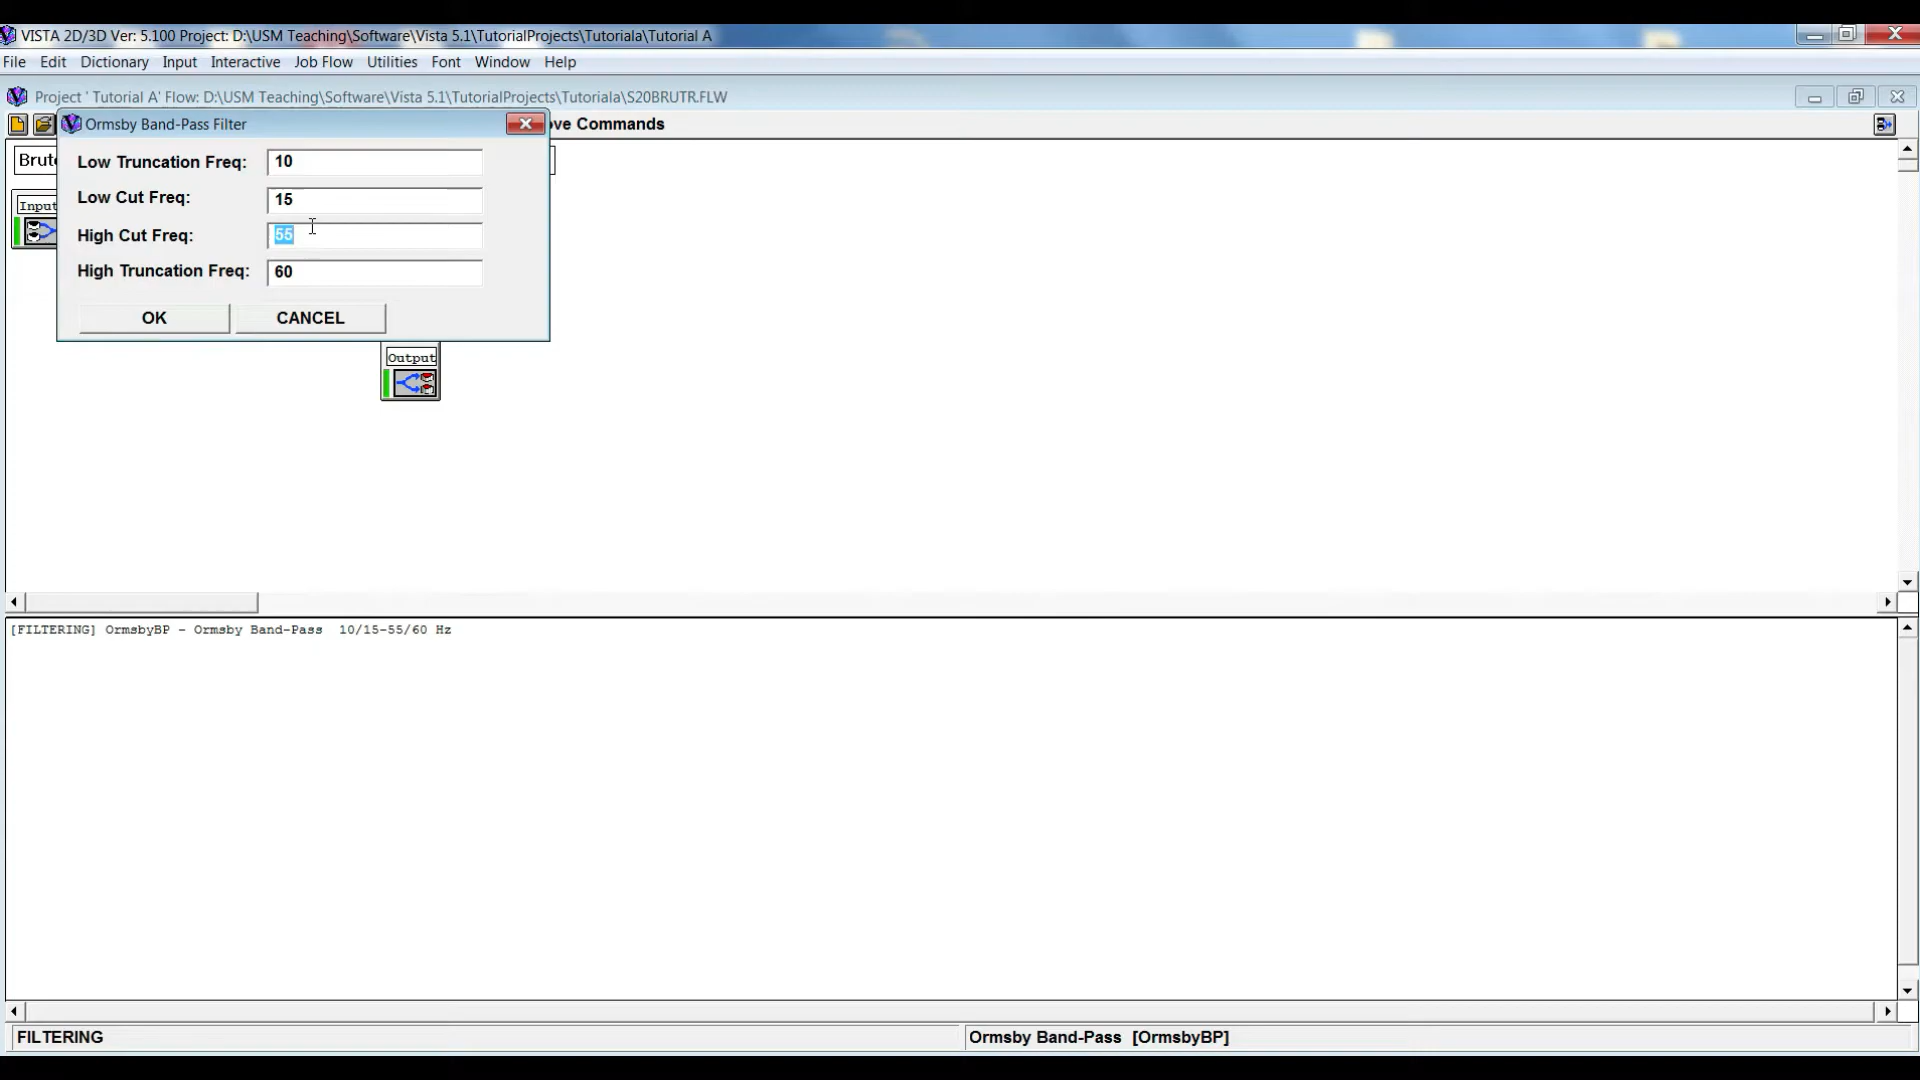 VISTA 2D/3D Ver: 5.100 Project: D:\USM Teaching\Software\Vista 5.1\TutorialProjects\Tutoriala\Tutorial A
File Edit Dictionary Input Interactive Job Flow Utilities Font Window Help
Project ' Tutorial A' Flow: D:\USM Teaching\Software\Vista 5.1\TutorialProjects\Tutoriala\S20BRUTR.FLW
Ormsby Band-Pass Filter
ove Commands
Brute
Low Truncation Freq: 10
Input
Low Cut Freq: 15
High Cut Freq: 55
High Truncation Freq: 60
OK CANCEL
Output
[FILTERING] OrmsbyBP - Ormsby Band-Pass 10/15-55/60 Hz
FILTERING Ormsby Band-Pass [OrmsbyBP]